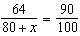 64/(80 + x) = 90/100